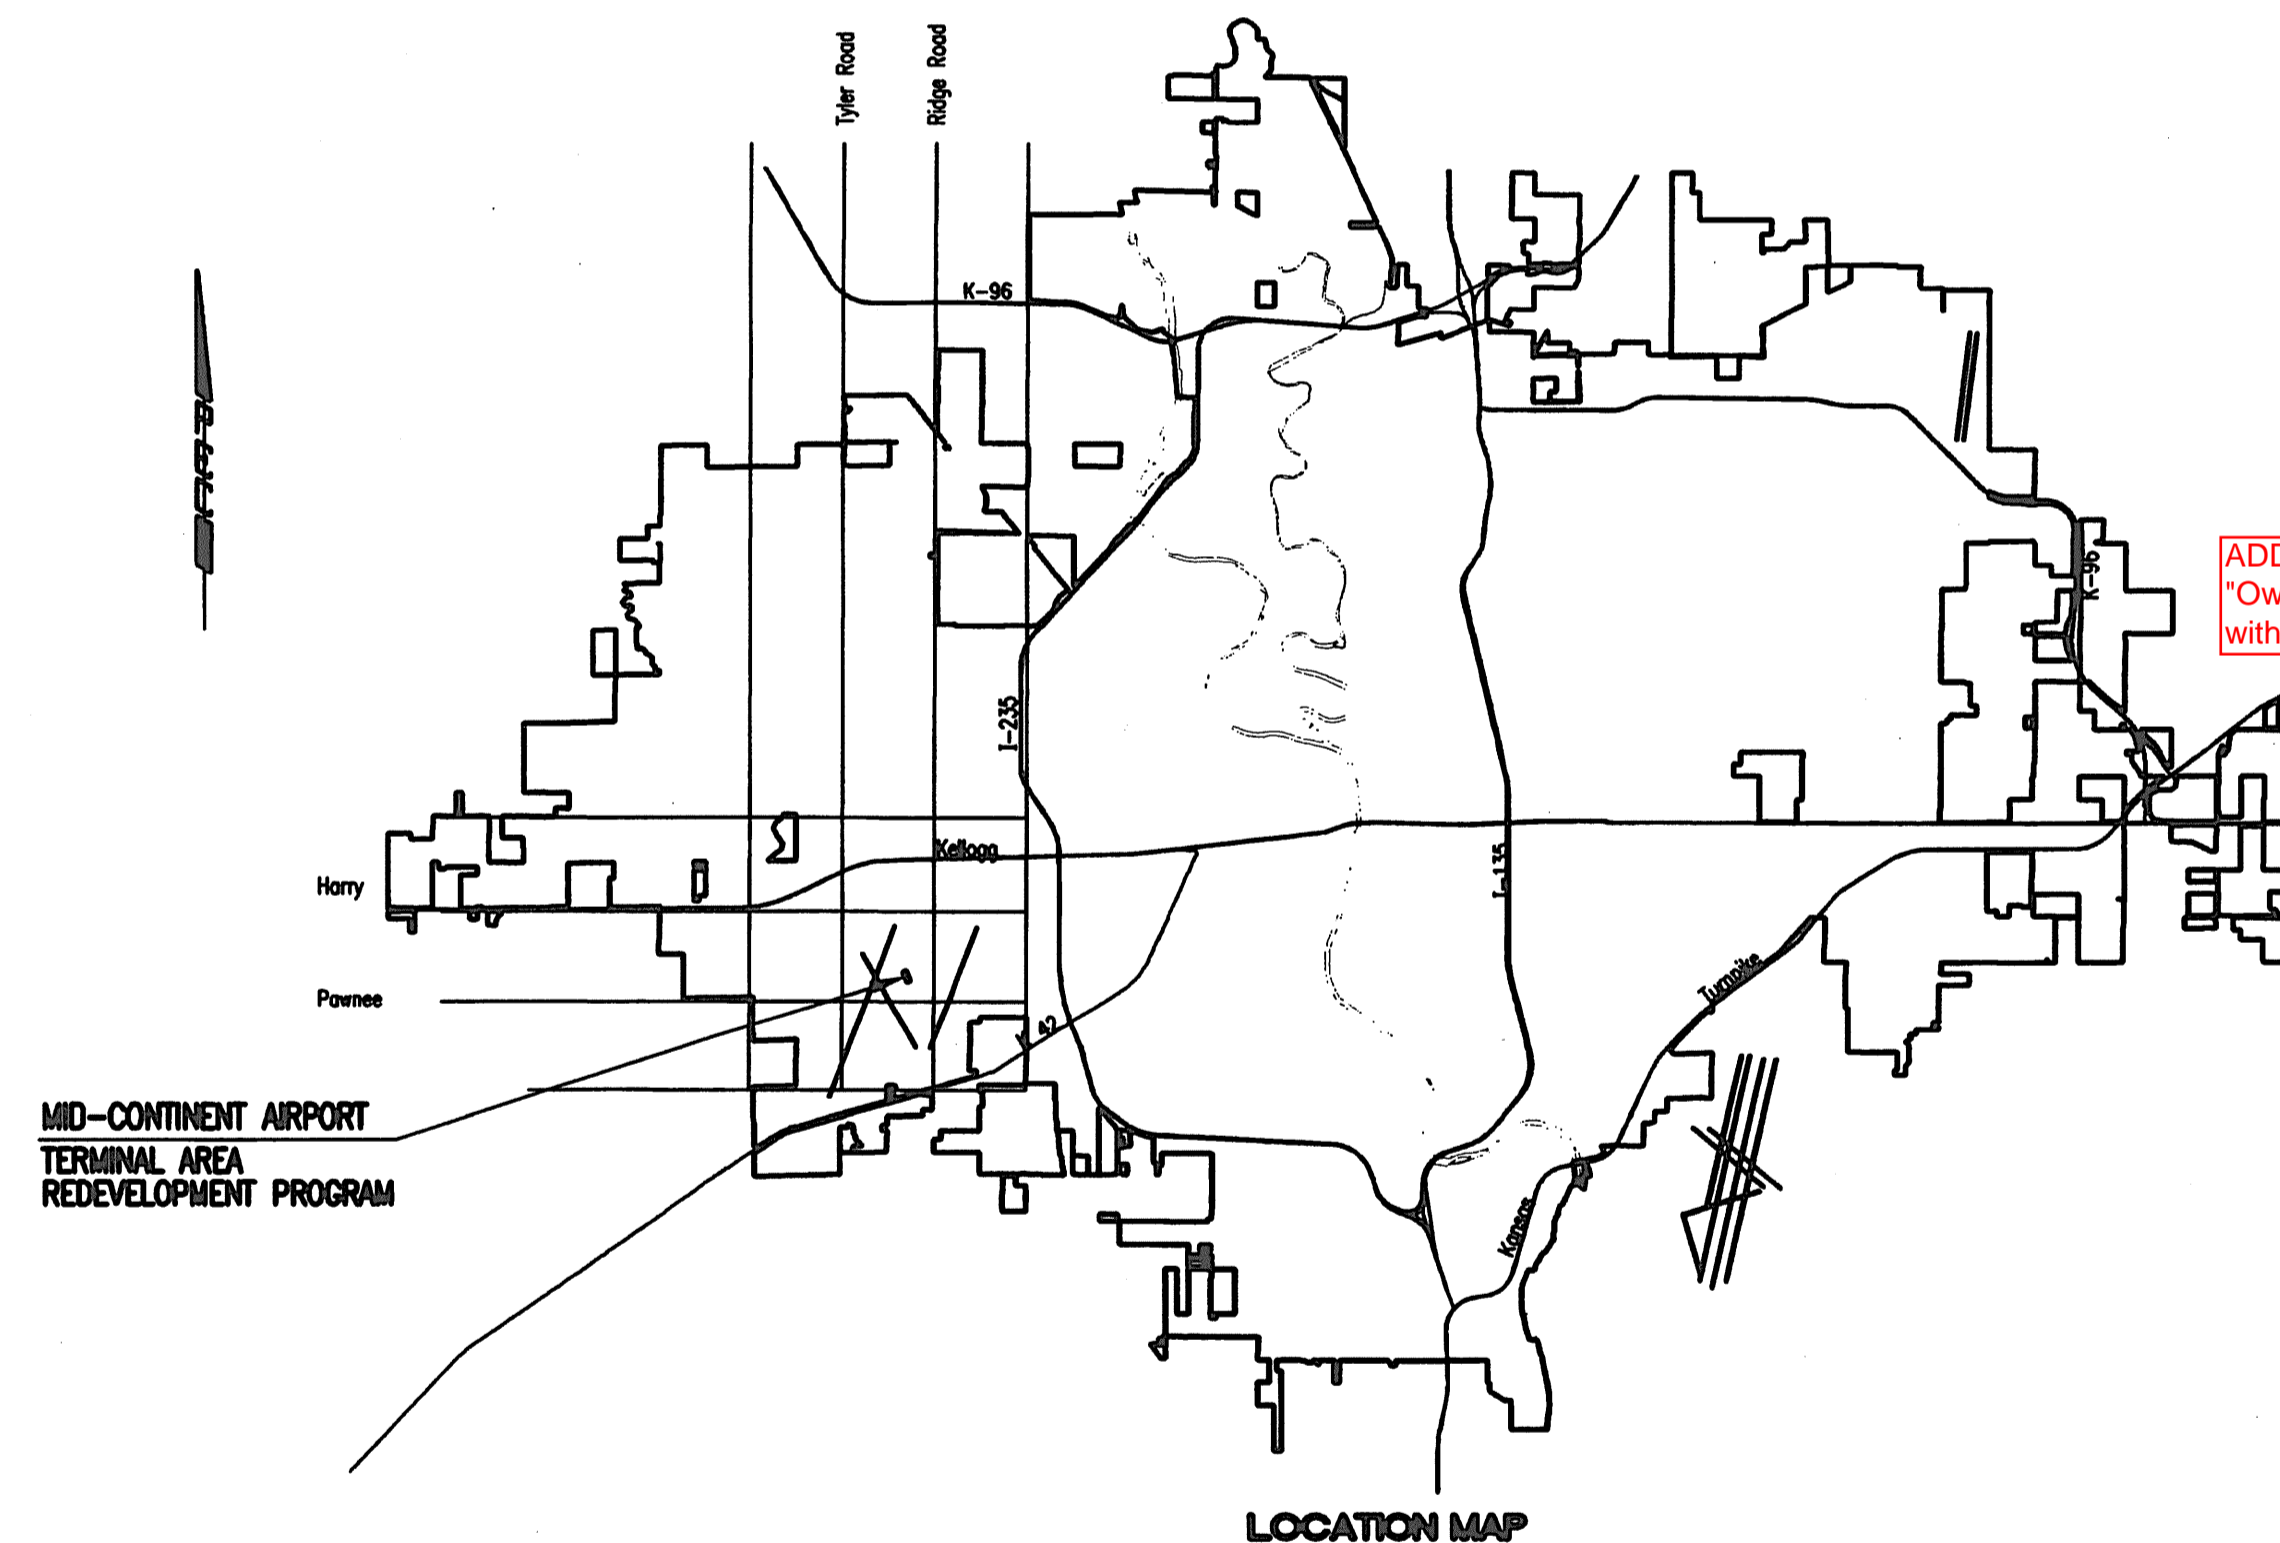 Tyler Road
Ridge Road
K-96
K-96
ADD
"Ow
with
I-235
Kellogg
Harry
I-135
Turnpike
Pawnee
42
MID-CONTINENT AIRPORT
TERMINAL AREA
REDEVELOPMENT PROGRAM
Kansas
LOCATION MAP